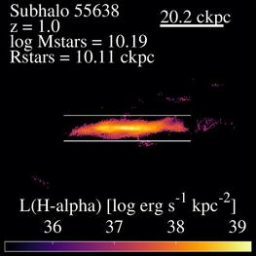 Subhalo 55638
20.2 ckpc
z = 1.0
log Mstars = 10.19
Rstars = 10.11 ckpc
L(H-alpha) [log erg s⁻¹ kpc⁻²]
36 37 38 39